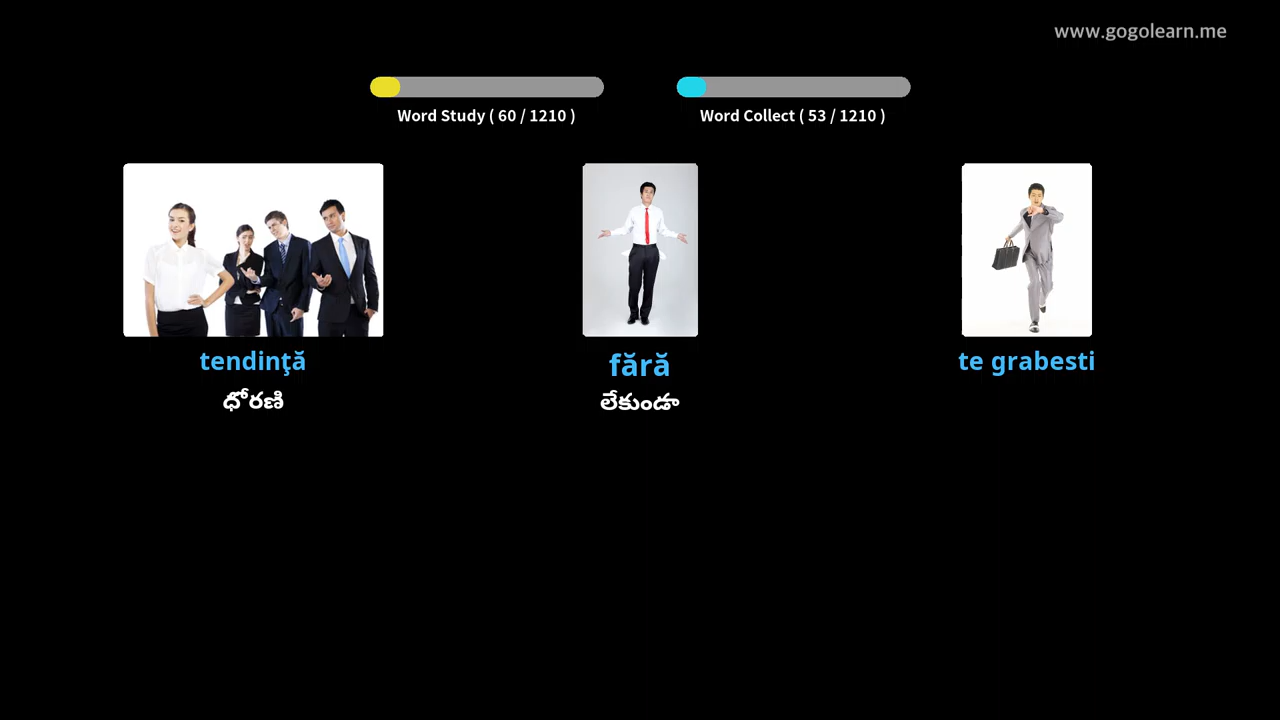 www.gogolearn.me
Word Study ( 60 / 1210 )
Word Collect ( 53 / 1210 )
tendinţă
fără
te grabesti
ధోరణి
లేకుండా